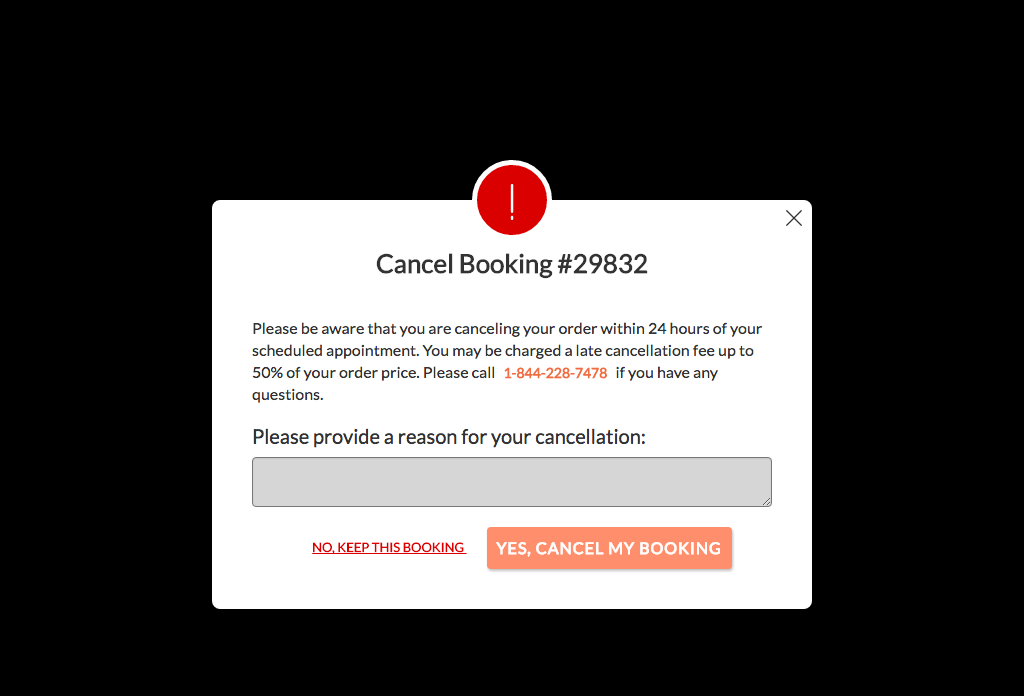 Cancel Booking #29832
Please be aware that you are canceling your order within 24 hours of your
scheduled appointment. You may be charged a late cancellation fee up to
50% of your order price. Please call 1-844-228-7478 if you have any
questions.
Please provide a reason for your cancellation:
NO, KEEP THIS BOOKING YES, CANCEL MY BOOKING